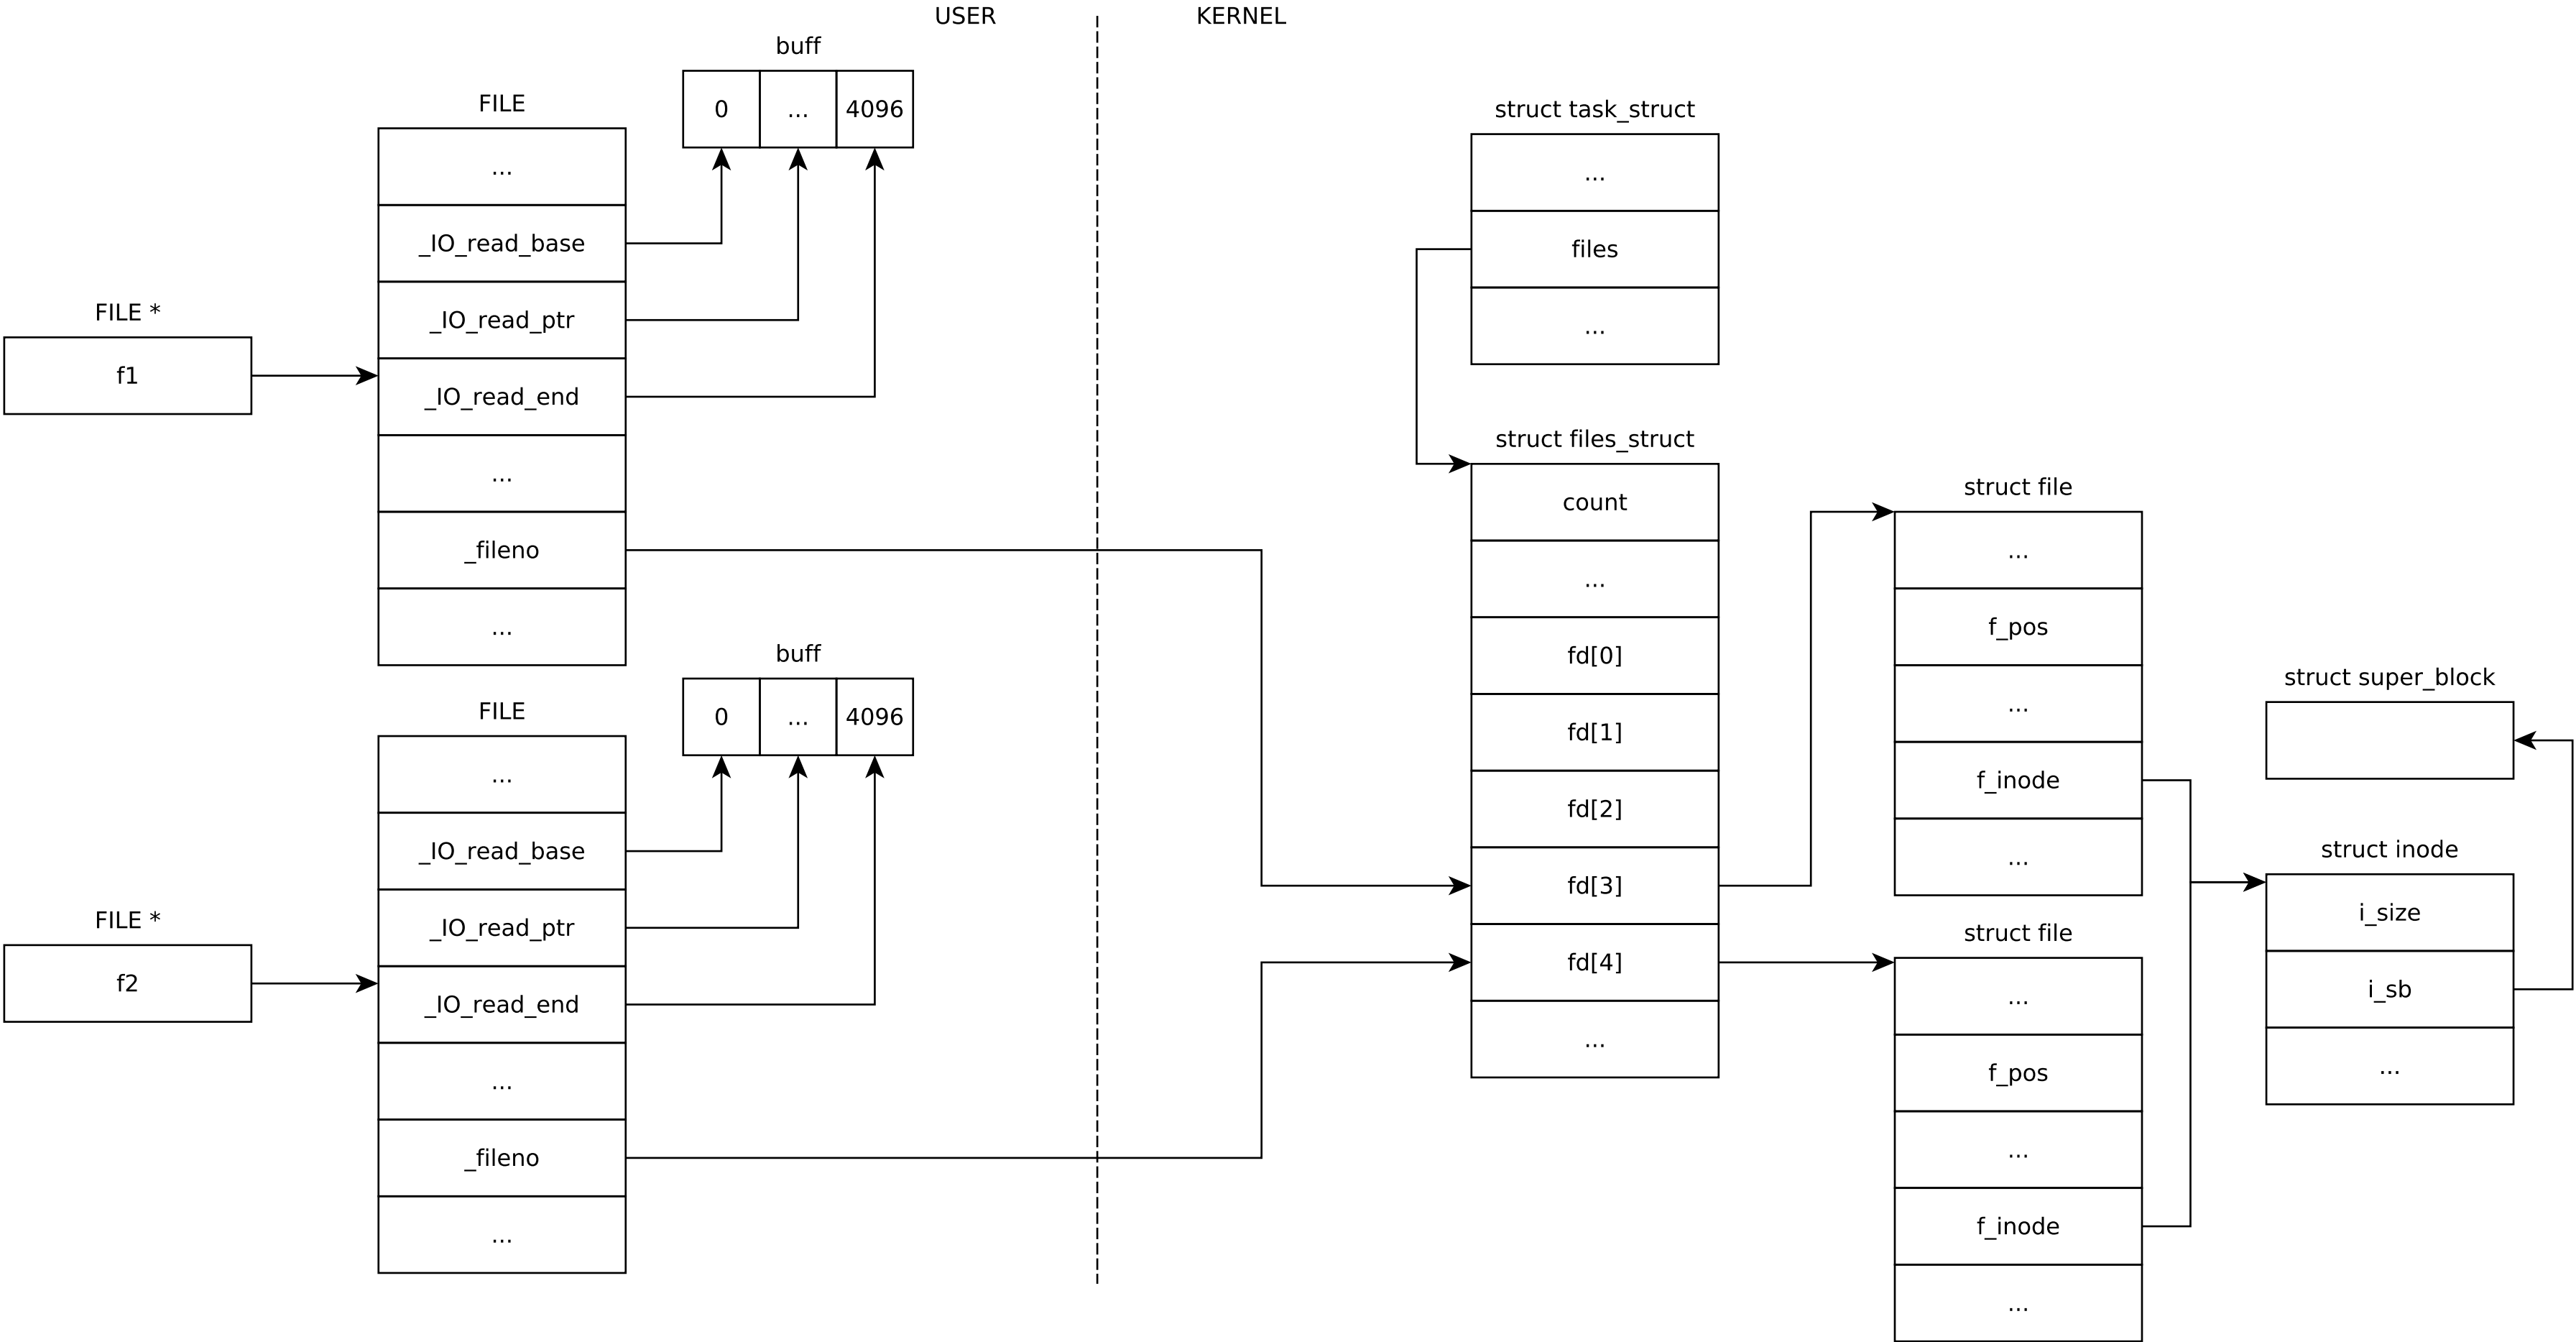 USER
KERNEL
buff
0
...
4096
FILE
...
_IO_read_base
_IO_read_ptr
_IO_read_end
...
_fileno
...
FILE *
f1
buff
0
...
4096
FILE
...
_IO_read_base
_IO_read_ptr
_IO_read_end
...
_fileno
...
FILE *
f2
struct task_struct
...
files
...
struct files_struct
count
...
fd[0]
fd[1]
fd[2]
fd[3]
fd[4]
...
struct file
...
f_pos
...
f_inode
...
struct file
...
f_pos
...
f_inode
...
struct super_block
struct inode
i_size
i_sb
...